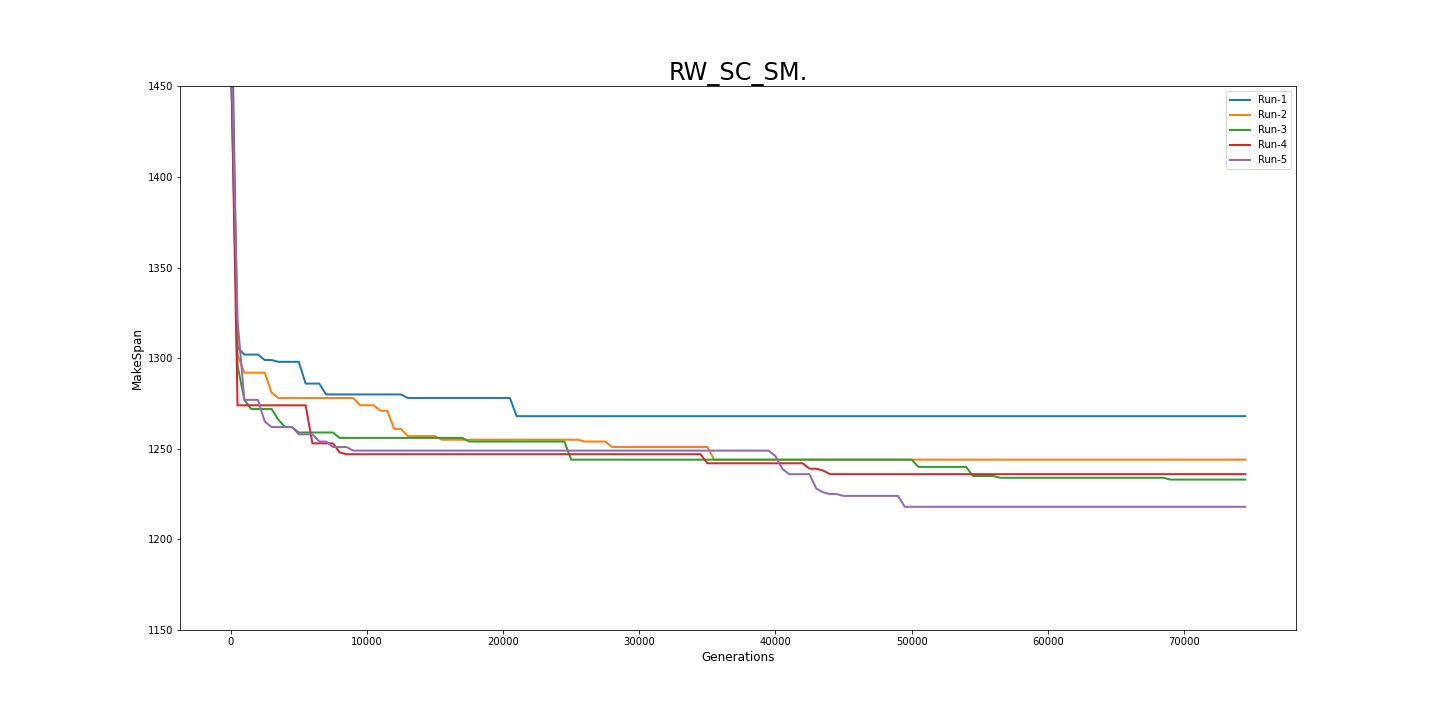 RW_SC_SM.
1450
1400
1350
1300
1250
1200
1150
MakeSpan
Run-1
Run-2
Run-3
Run-4
Run-5
0 10000 20000 30000 40000 50000 60000 70000
Generations